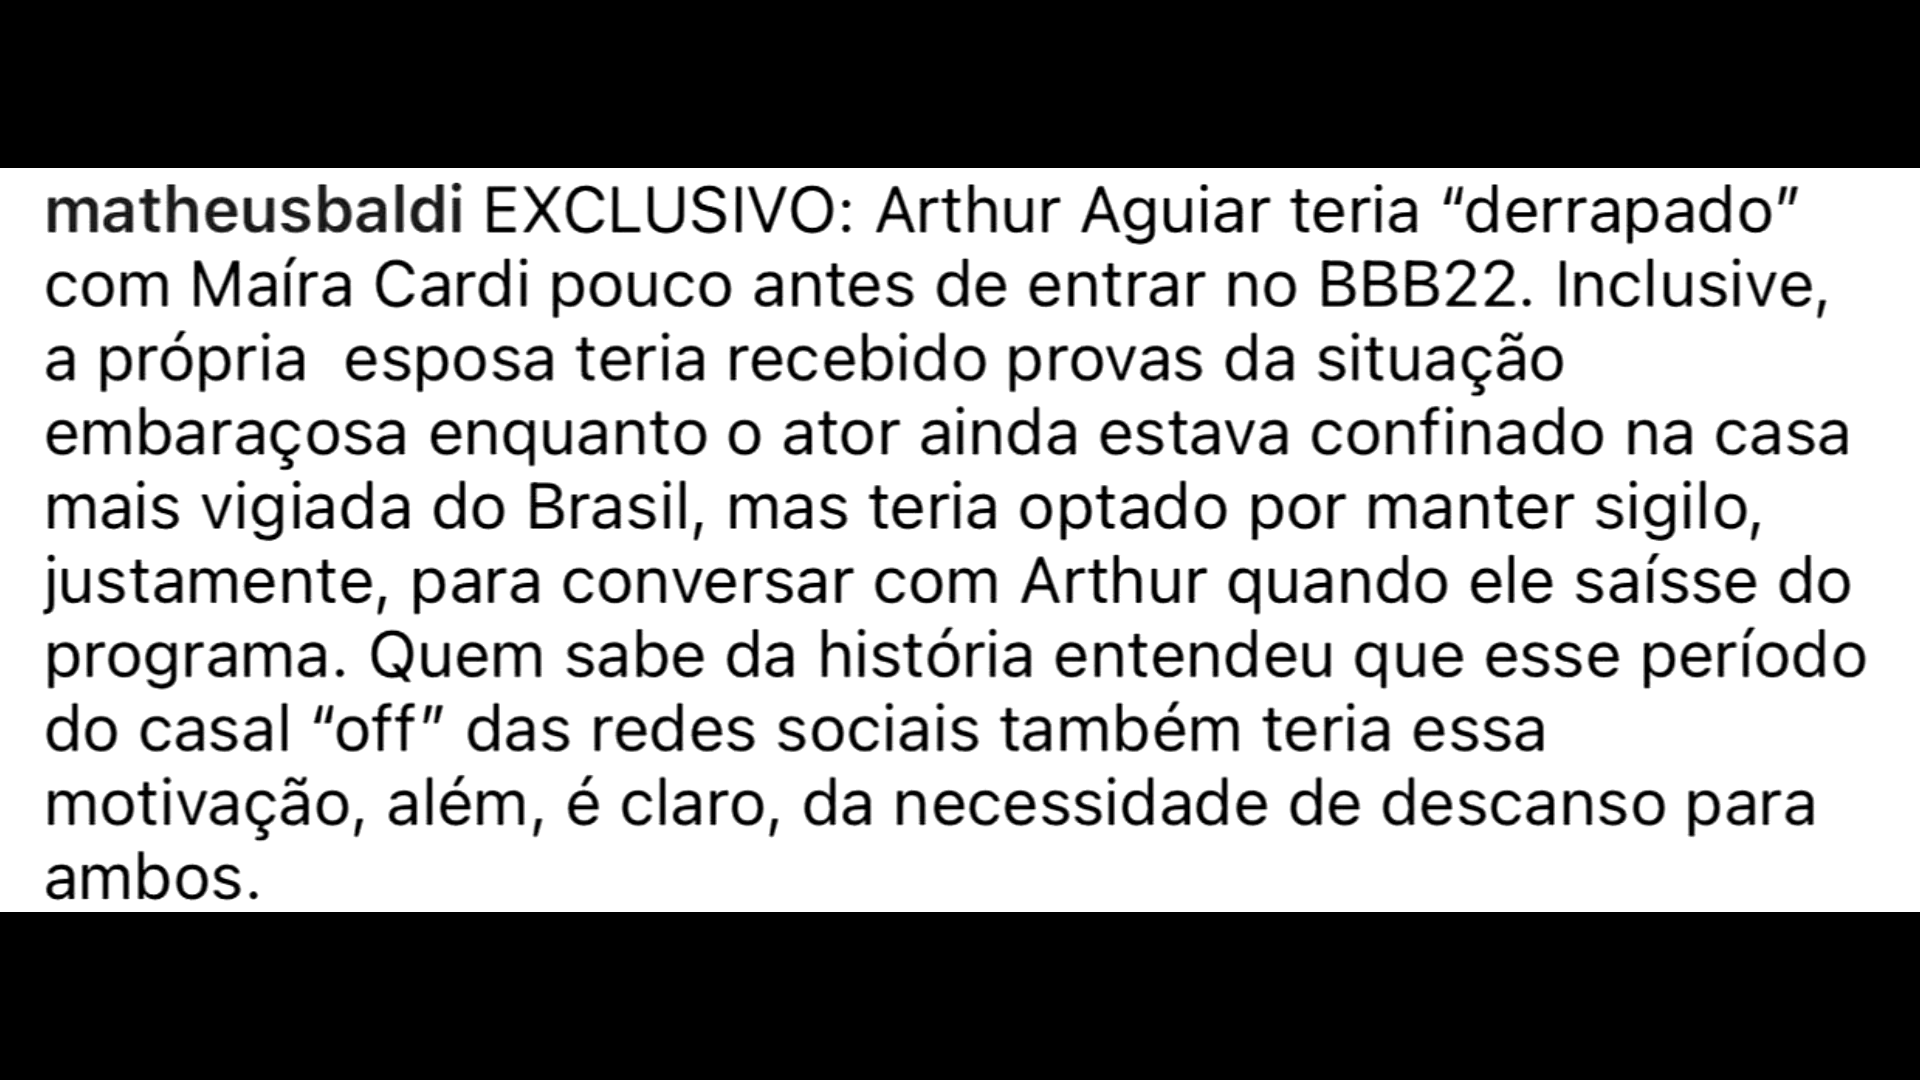 matheusbaldi EXCLUSIVO: Arthur Aguiar teria “derrapado”
com Maíra Cardi pouco antes de entrar no BBB22. Inclusive,
a própria  esposa teria recebido provas da situação
embaraçosa enquanto o ator ainda estava confinado na casa
mais vigiada do Brasil, mas teria optado por manter sigilo,
justamente, para conversar com Arthur quando ele saísse do
programa. Quem sabe da história entendeu que esse período
do casal “off” das redes sociais também teria essa
motivação, além, é claro, da necessidade de descanso para
ambos.